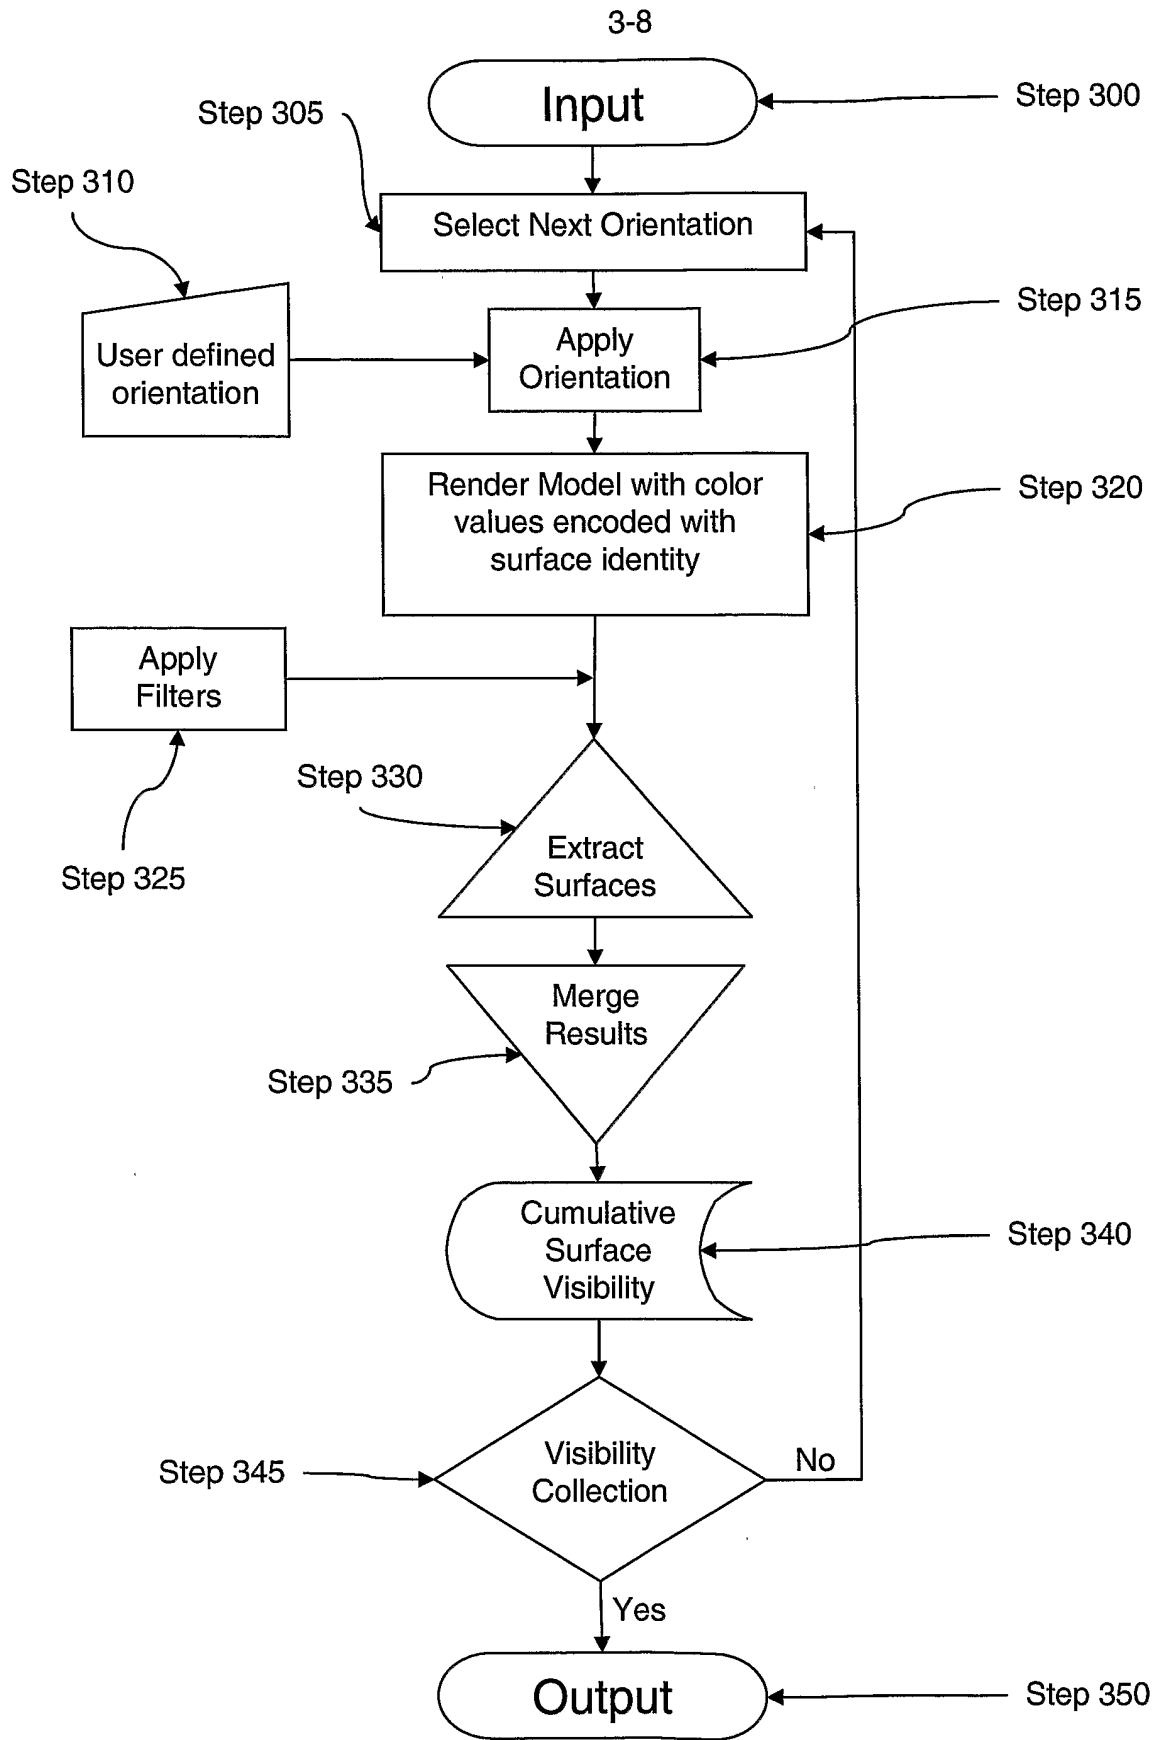 3-8
Input
Step 300
Step 305
Step 310
Select Next Orientation
Step 315
User defined
orientation
Apply
Orientation
Render Model with color
values encoded with
surface identity
Step 320
Apply
Filters
Step 325
Step 330
Extract
Surfaces
Merge
Results
Step 335
Cumulative
Surface
Visibility
Step 340
Visibility
Collection
No
Step 345
Yes
Output
Step 350